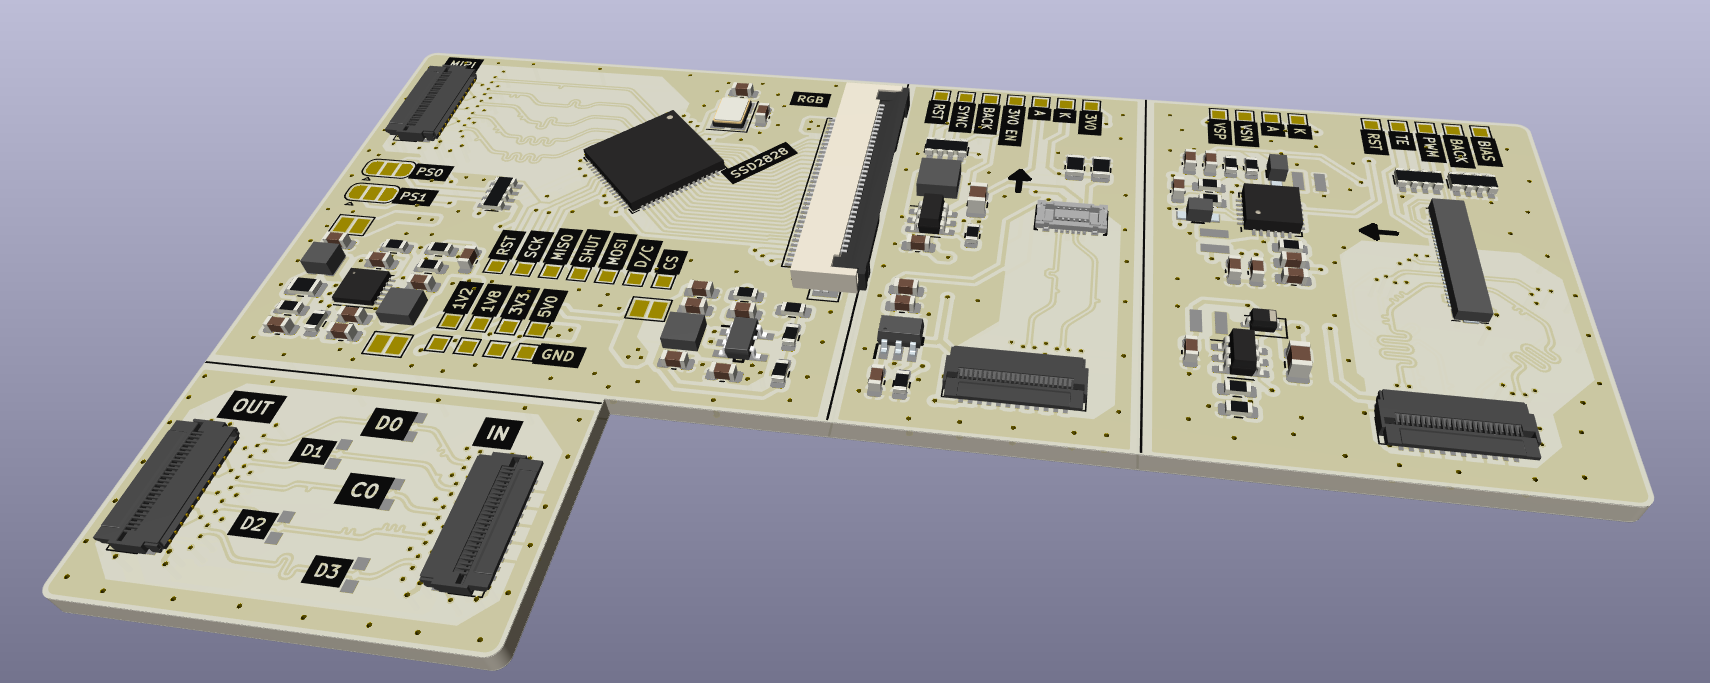 MIPI
RGB
SSD2828
PS0
PS1
RST
SCK
MISO
SHUT
MOSI
D/C
CS
1V2
1V8
3V3
5V0
GND
RST
SYNC
BACK
3V0 EN
A
K
3V0
VSP
VSN
A
K
RST
TE
PWM
BACK
BIAS
OUT
D0
IN
D1
C0
D2
D3